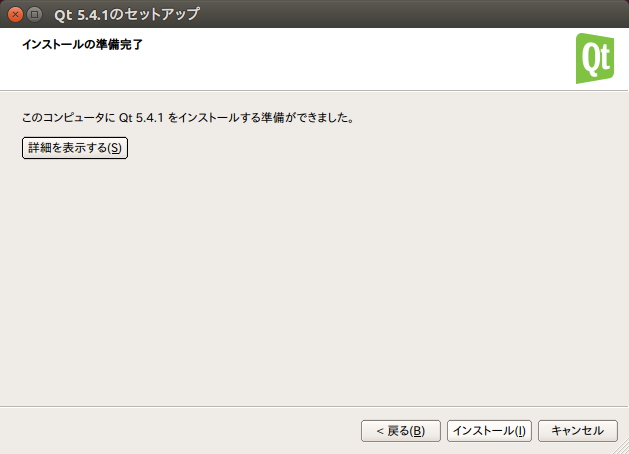 Qt 5.4.1のセットアップ
インストールの準備完了
Qt
このコンピュータに Qt 5.4.1 をインストールする準備ができました。
詳細を表示する(S)
< 戻る(B)
インストール(I)
キャンセル